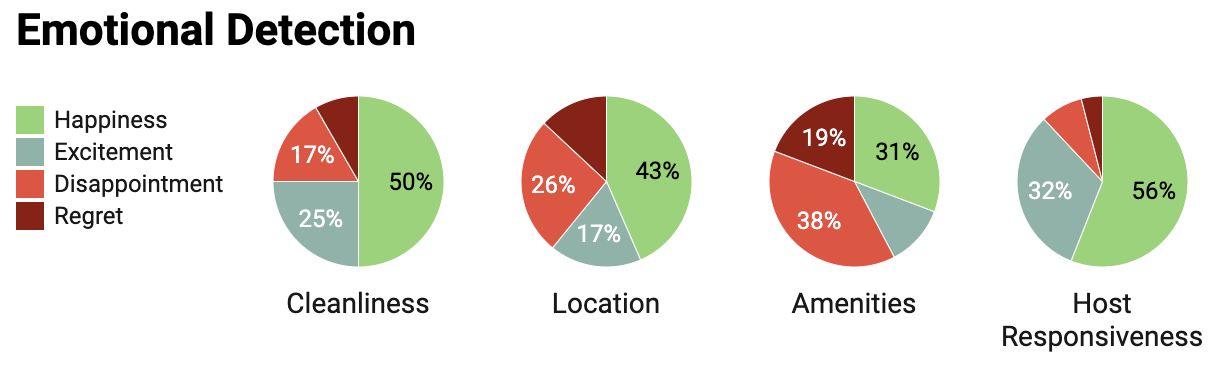 Emotional Detection
Happiness
Excitement
Disappointment
Regret
50%
25%
17%
Cleanliness
43%
17%
26%
Location
31%
38%
19%
Amenities
56%
32%
Host
Responsiveness